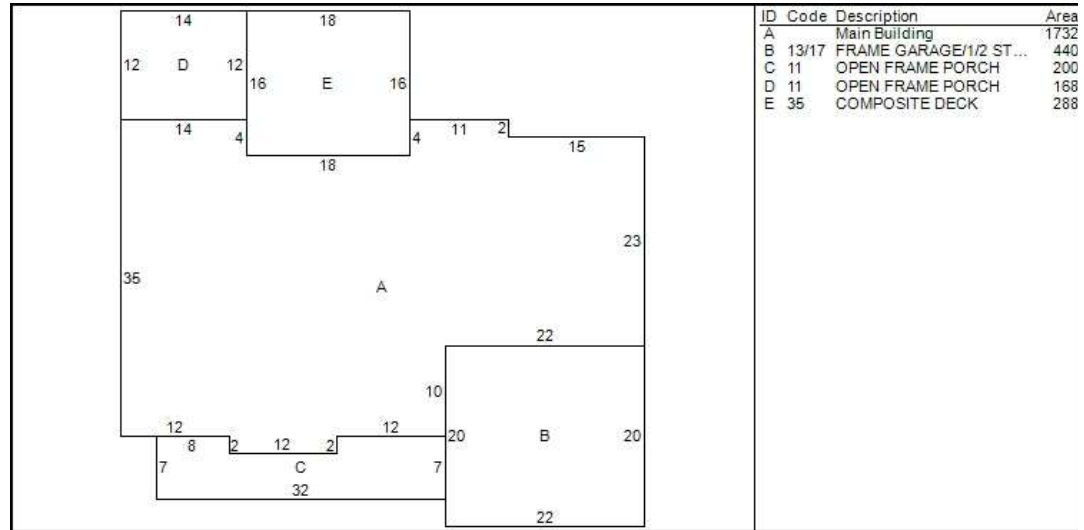 14
18
12
D
12
16
E
16
14
4
4
11
2
15
18
23
35
A
22
10
12
12
8
2
12
2
20
B
20
7
C
7
32
22
ID Code Description Area
A Main Building 1732
B 13/17 FRAME GARAGE/1/2 ST... 440
C 11 OPEN FRAME PORCH 200
D 11 OPEN FRAME PORCH 168
E 35 COMPOSITE DECK 288